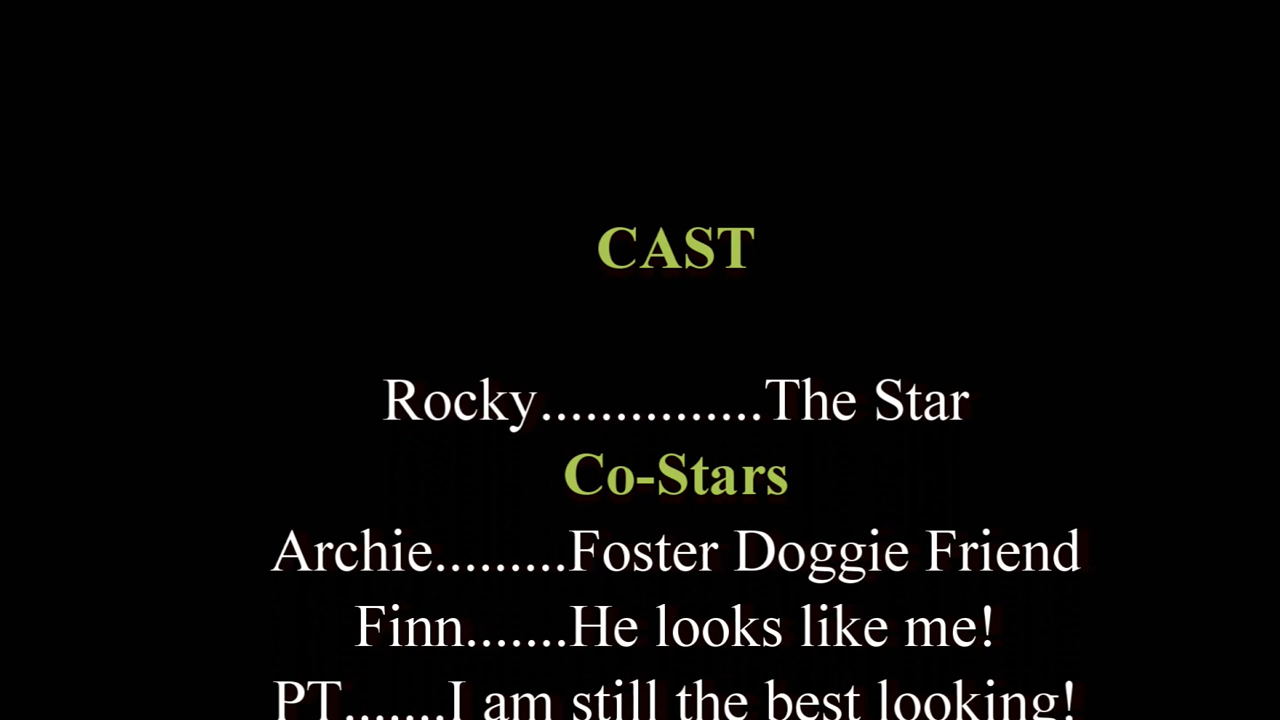 CAST
Rocky...............The Star
Co-Stars
Archie.........Foster Doggie Friend
Finn.......He looks like me!
PT.......I am still the best looking!